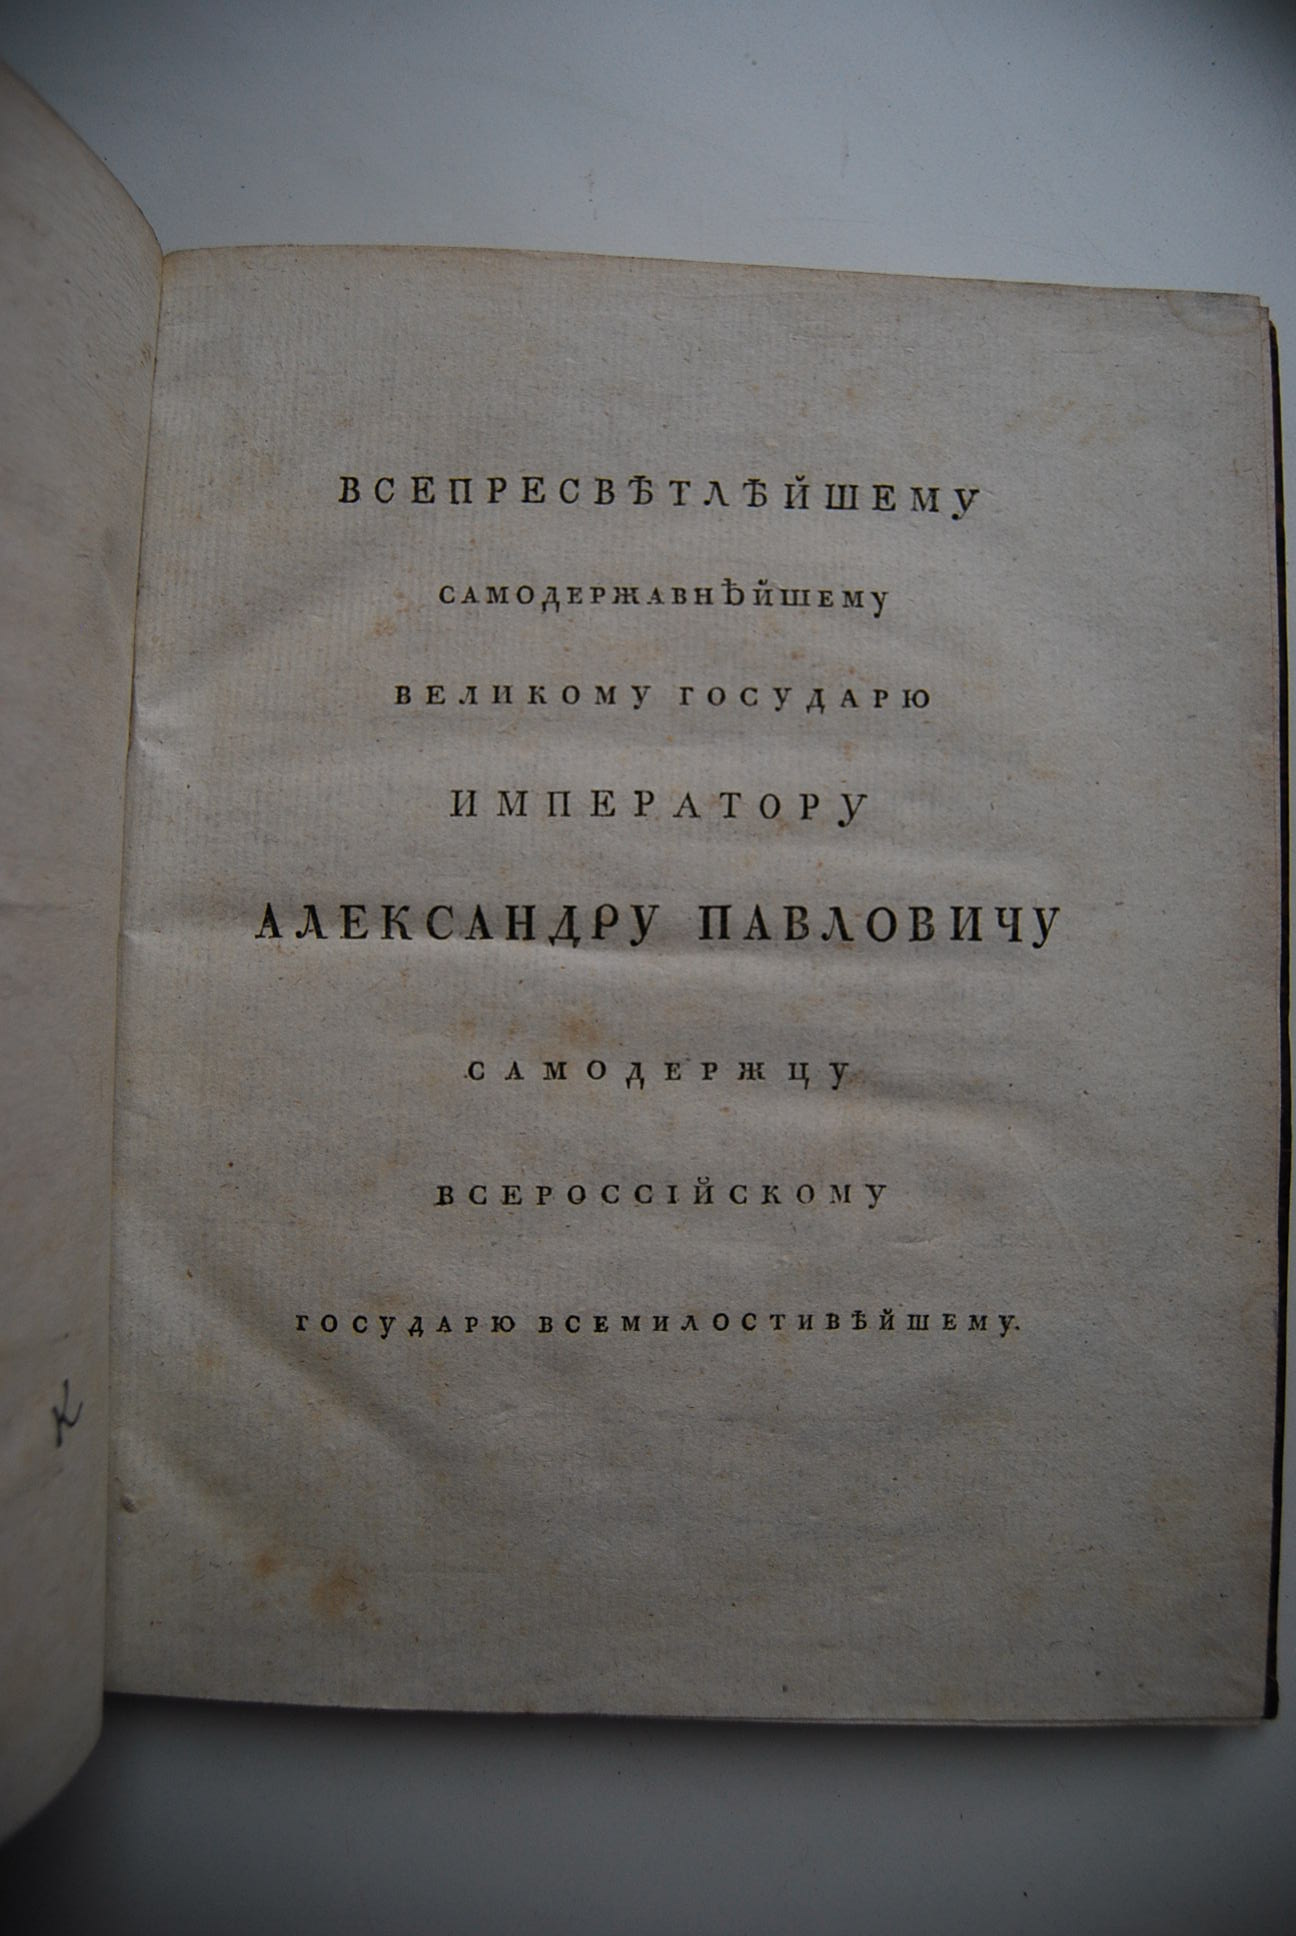 ВСЕПРЕСВѢТЛѢЙШЕМУ
САМОДЕРЖАВНѢЙШЕМУ
ВЕЛИКОМУ ГОСУДАРЮ
ИМПЕРАТОРУ
АЛЕКСАНДРУ ПАВЛОВИЧУ
САМОДЕРЖЦУ
ВСЕРОССІЙСКОМУ
ГОСУДАРЮ ВСЕМИЛОСТИВѢЙШЕМУ.
К